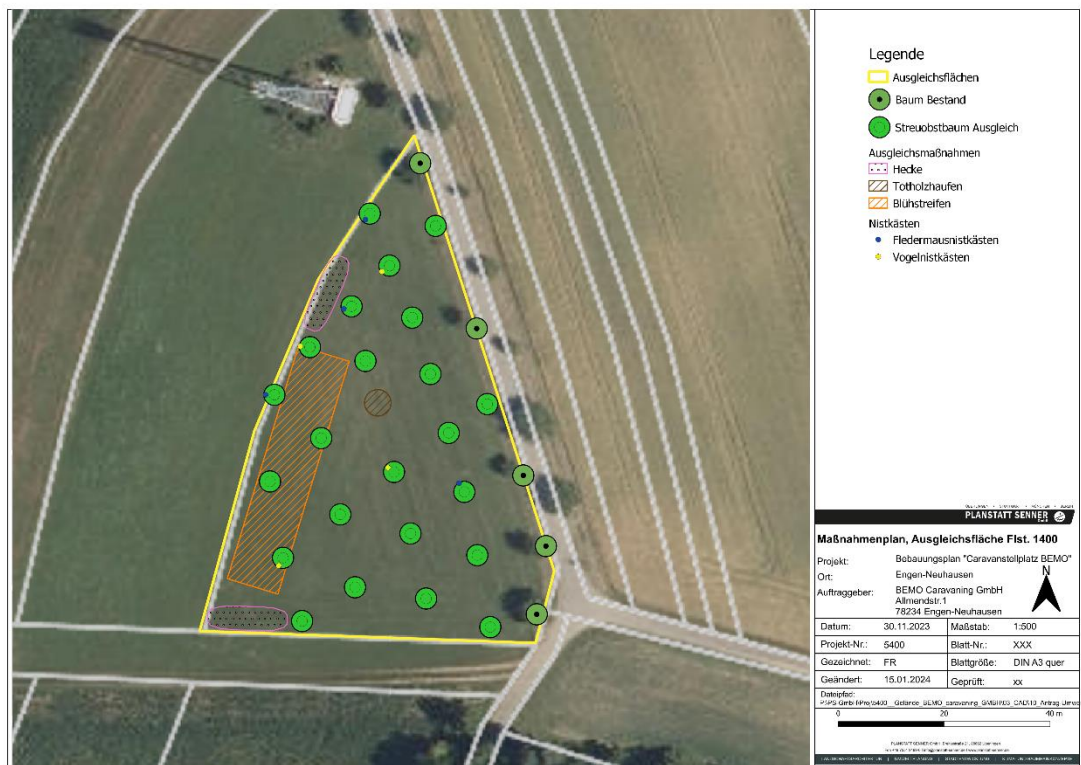 Legende
Ausgleichsflächen
Baum Bestand
Streuobstbaum Ausgleich
Ausgleichsmaßnahmen
Hecke
Totholzhaufen
Blühstreifen
Nistkästen
Fledermausnistkästen
Vogelnistkästen
PLANSTATT SENNER
Maßnahmenplan, Ausgleichsfläche Flst. 1400
Projekt: Bebauungsplan "Caravanstellplatz BEMO"
Ort: Engen-Neuhausen
Auftraggeber: BEMO Caravaning GmbH
Allmendstr.1
78234 Engen-Neuhausen
N
Datum: 30.11.2023 Maßstab: 1:500
Projekt-Nr.: 5400 Blatt-Nr.: XXX
Gezeichnet: FR Blattgröße: DIN A3 quer
Geändert: 15.01.2024 Geprüft: xx
Dateipfad:
0 20 40 m